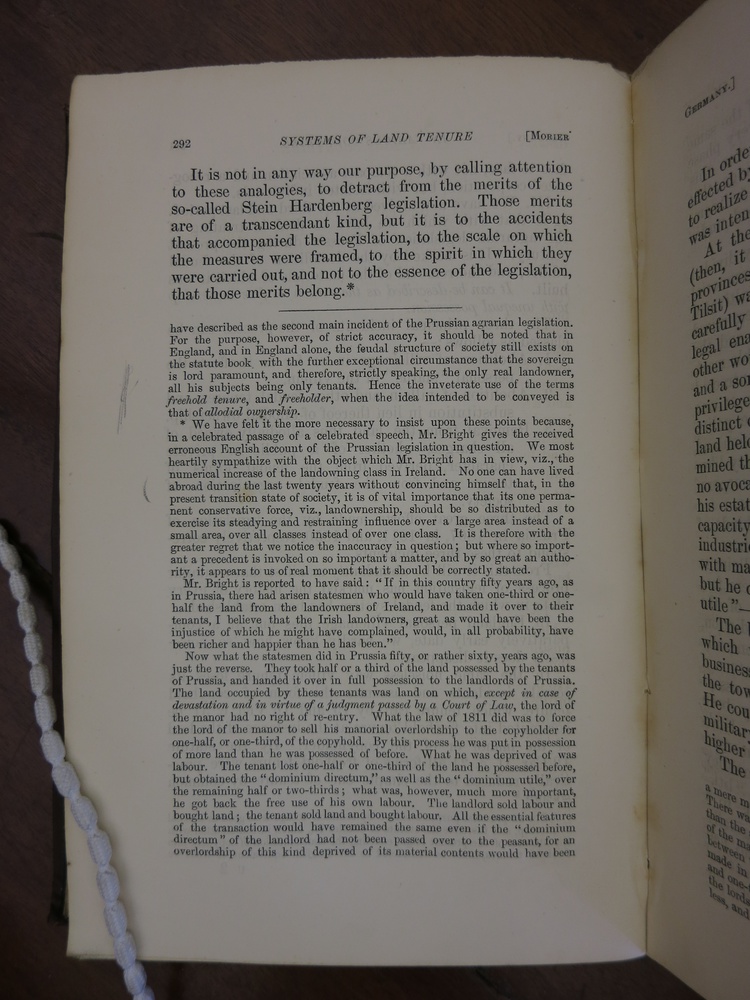 292 SYSTEMS OF LAND TENURE [Morier
It is not in any way our purpose, by calling attention
to these analogies, to detract from the merits of the
so-called Stein Hardenberg legislation. Those merits
are of a transcendant kind, but it is to the accidents
that accompanied the legislation, to the scale on which
the measures were framed, to the spirit in which they
were carried out, and not to the essence of the legislation,
that those merits belong.*
have described as the second main incident of the Prussian agrarian legislation.
For the purpose, however, of strict accuracy, it should be noted that in
England, and in England alone, the feudal structure of society still exists on
the statute book with the further exceptional circumstance that the sovereign
is lord paramount, and therefore, strictly speaking, the only real landowner,
all his subjects being only tenants. Hence the inveterate use of the terms
freehold tenure, and freeholder, when the idea intended to be conveyed is
that of allodial ownership.
* We have felt it the more necessary to insist upon these points because,
in a celebrated passage of a celebrated speech, Mr. Bright gives the received
erroneous English account of the Prussian legislation in question. We most
heartily sympathize with the object which Mr. Bright has in view, viz., the
numerical increase of the landowning class in Ireland. No one can have lived
abroad during the last twenty years without convincing himself that, in the
present transition state of society, it is of vital importance that its one perma-
nent conservative force, viz., landownership, should be so distributed as to
exercise its steadying and restraining influence over a large area instead of a
small area, over all classes instead of over one class. It is therefore with the
greater regret that we notice the inaccuracy in question; but where so import-
ant a precedent is invoked on so important a matter, and by so great an autho-
rity, it appears to us of real moment that it should be correctly stated.
Mr. Bright is reported to have said: "If in this country fifty years ago, as
in Prussia, there had arisen statesmen who would have taken one-third or one-
half the land from the landowners of Ireland, and made it over to their
tenants, I believe that the Irish landowners, great as would have been the
injustice of which he might have complained, would, in all probability, have
been richer and happier than he has been."
Now what the statesmen did in Prussia fifty, or rather sixty, years ago, was
just the reverse. They took half or a third of the land possessed by the tenants
of Prussia, and handed it over in full possession to the landlords of Prussia.
The land occupied by these tenants was land on which, except in case of
devastation and in virtue of a judgment passed by a Court of Law, the lord of
the manor had no right of re-entry. What the law of 1811 did was to force
the lord of the manor to sell his manorial overlordship to the copyholder for
one-half, or one-third, of the copyhold. By this process he was put in possession
of more land than he was possessed of before. What he was deprived of was
labour. The tenant lost one-half or one-third of the land he possessed before,
but obtained the "dominium directum," as well as the "dominium utile," over
the remaining half or two-thirds; what was, however, much more important,
he got back the free use of his own labour. The landlord sold labour and
bought land; the tenant sold land and bought labour. All the essential features
of the transaction would have remained the same even if the "dominium
directum" of the landlord had not been passed over to the peasant, for an
overlordship of this kind deprived of its material contents would have been
Germany.]
In orde
effected by
to realize
was inten
At the
(then, it
provinces
Tilsit) wa
carefully
legal ena
other wo
and a so
privilege
distinct
land held
mined th
no avoca
his estat
capacity
industri
with ma
but he c
utile"—
The
which
business
the tow
He cou
militar
higher
The
a mere m
There wa
than the
of the ma
between
made in
and one-
the lords
less, and